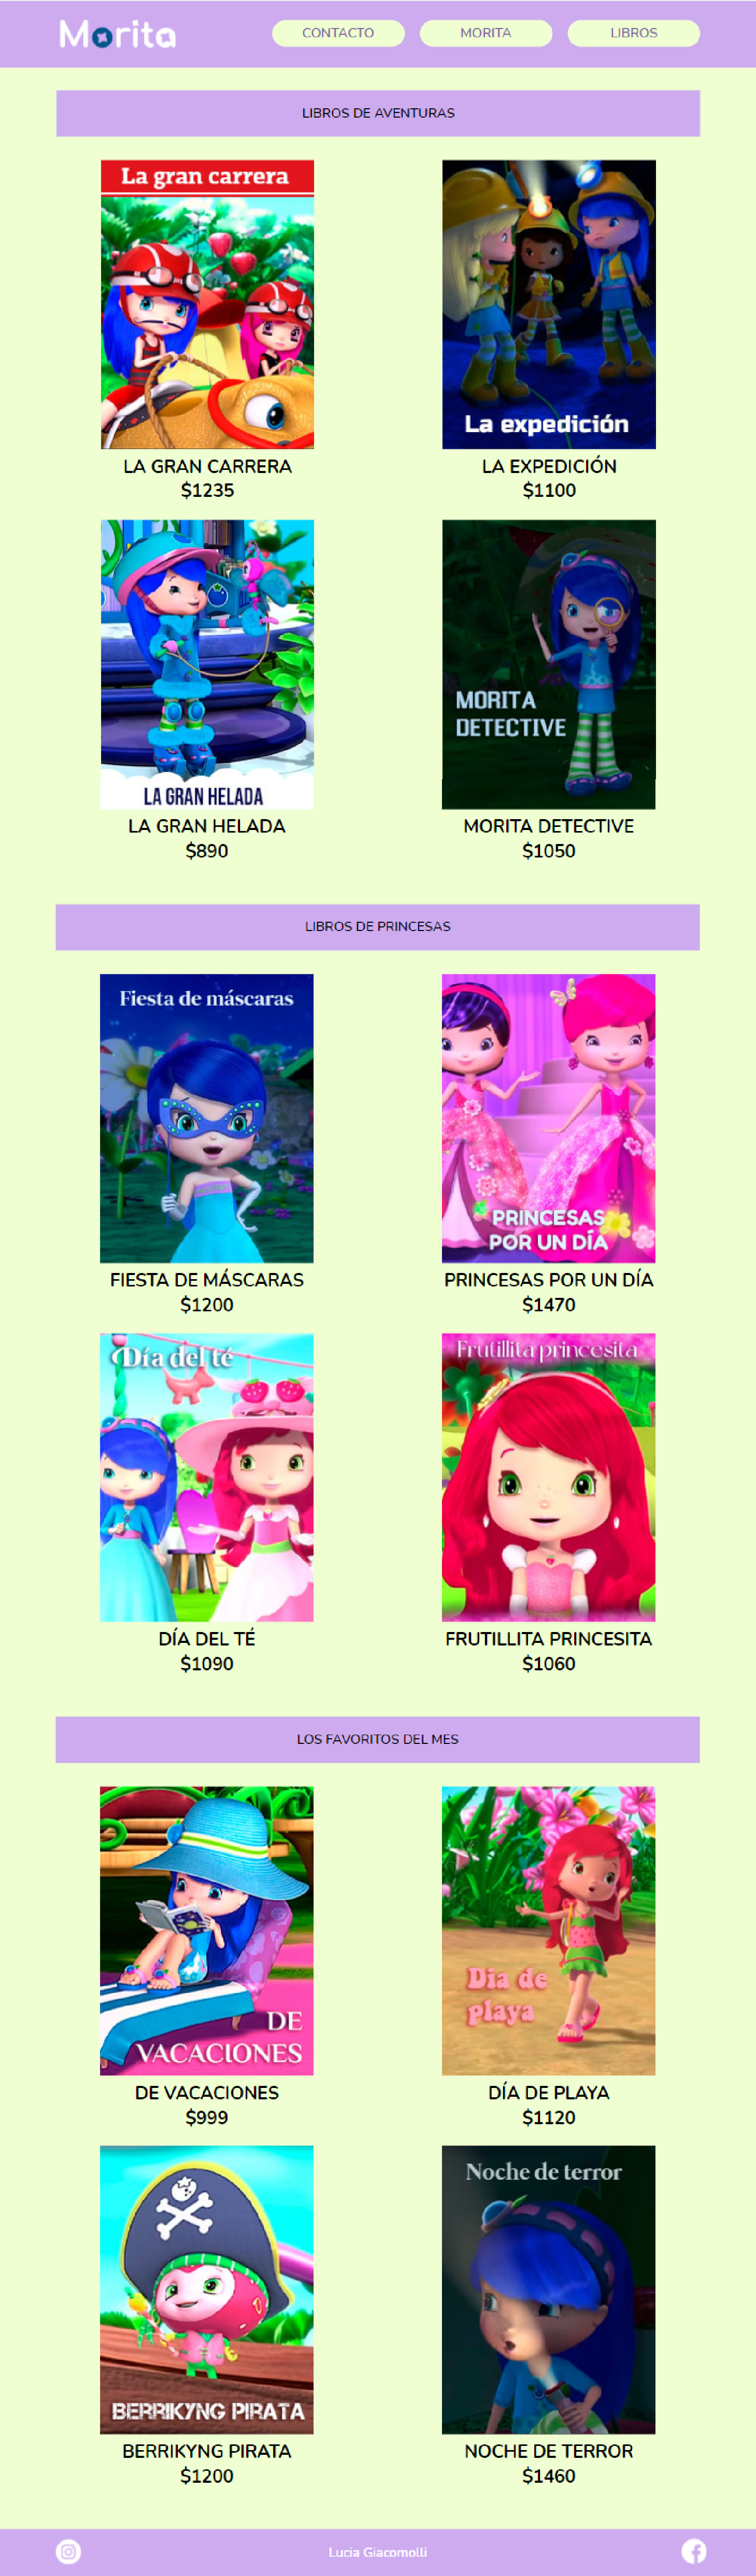 Morita
CONTACTO
MORITA
LIBROS
LIBROS DE AVENTURAS
La gran carrera
La expedición
LA GRAN CARRERA
$1235
LA EXPEDICIÓN
$1100
LA GRAN HELADA
MORITA
DETECTIVE
LA GRAN HELADA
$890
MORITA DETECTIVE
$1050
LIBROS DE PRINCESAS
Fiesta de máscaras
PRINCESAS
POR UN DÍA
FIESTA DE MÁSCARAS
$1200
PRINCESAS POR UN DÍA
$1470
Día del té
Frutillita princesita
DÍA DEL TÉ
$1090
FRUTILLITA PRINCESITA
$1060
LOS FAVORITOS DEL MES
DE
VACACIONES
Dia de
playa
DE VACACIONES
$999
DÍA DE PLAYA
$1120
BERRIKYNG PIRATA
Noche de terror
BERRIKYNG PIRATA
$1200
NOCHE DE TERROR
$1460
Lucia Giacomolli